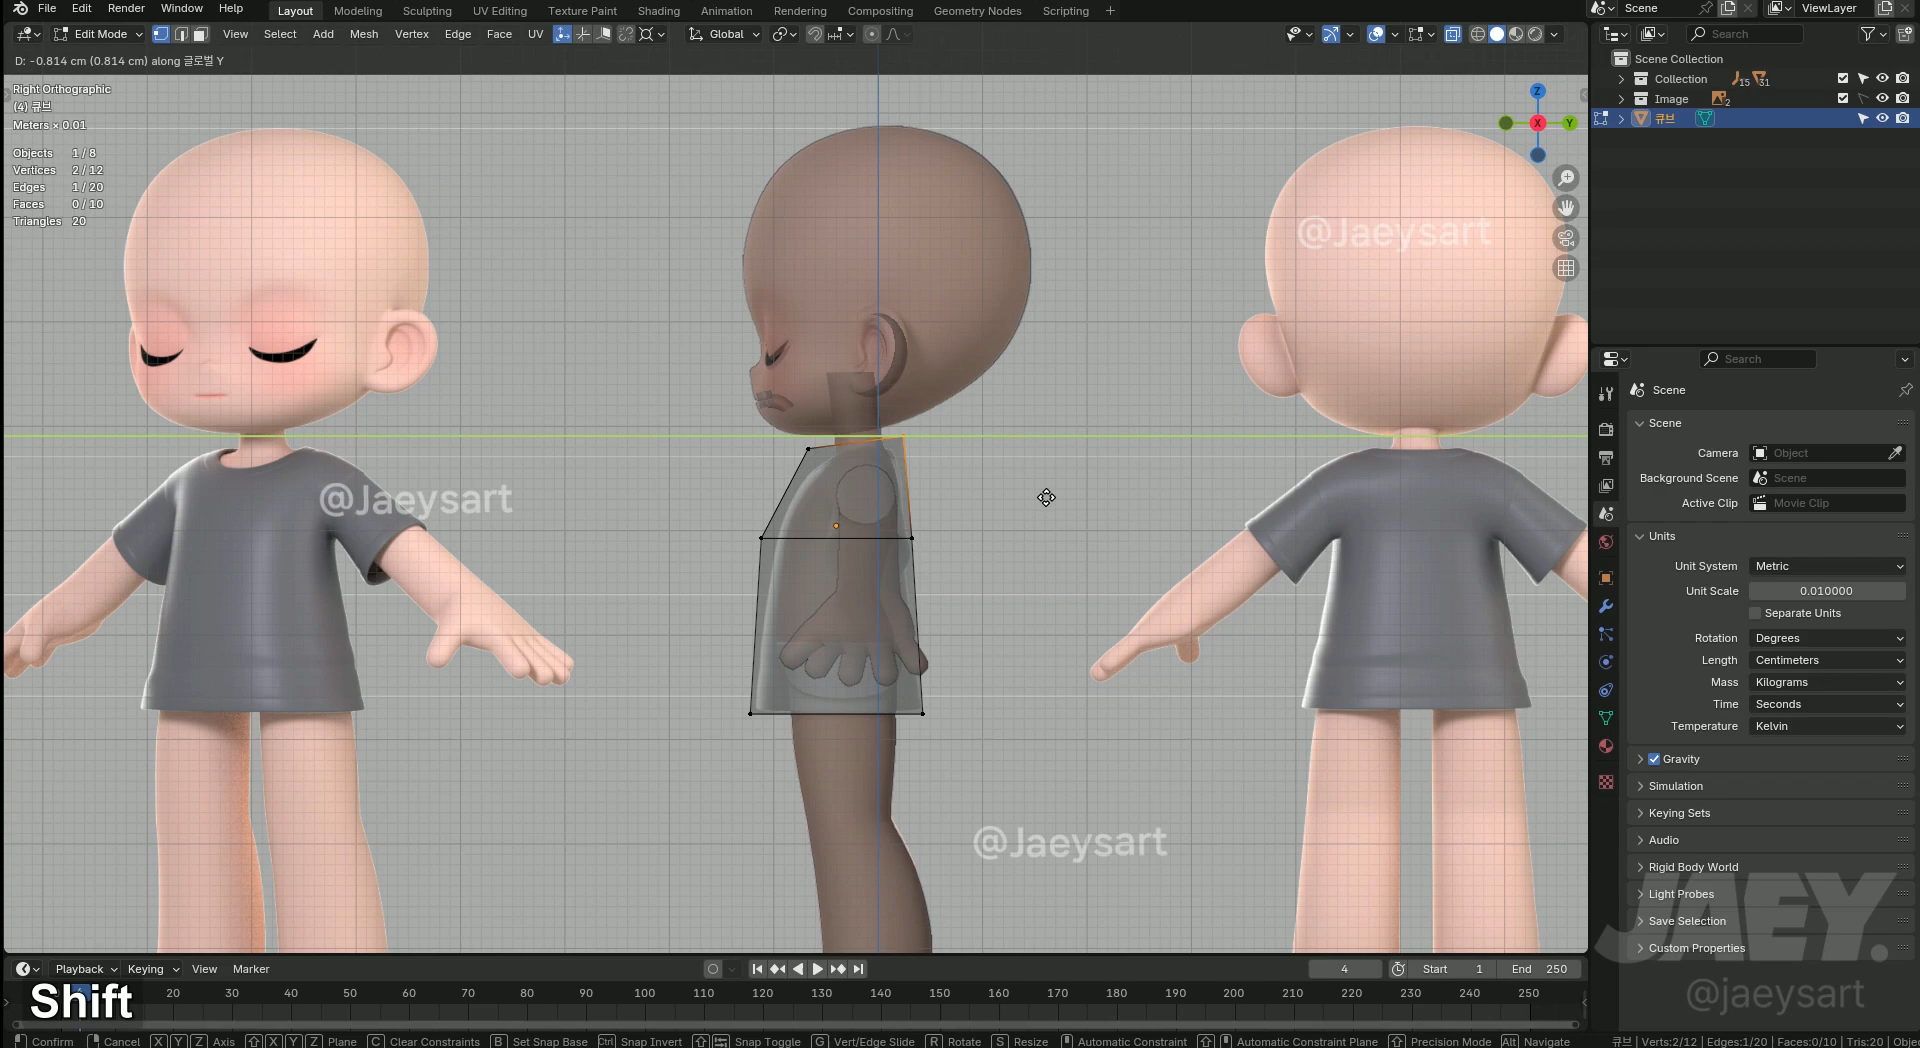 File Edit Render Window Help Layout Modeling Sculpting UV Editing Texture Paint Shading Animation Rendering Compositing Geometry Nodes Scripting + Scene ViewLayer
Edit Mode View Select Add Mesh Vertex Edge Face UV Global Search
D: -0.814 cm (0.814 cm) along 글로벌 Y
Right Orthographic
(4) 큐브
Meters × 0.01
Objects 1 / 8
Vertices 2 / 12
Edges 1 / 20
Faces 0 / 10
Triangles 20
Z
X
Y
@Jaeysart
@Jaeysart
@Jaeysart
Scene Collection
Collection 15 31
Image 2
큐브
Search
Scene
Scene
Camera Object
Background Scene Scene
Active Clip Movie Clip
Units
Unit System Metric
Unit Scale 0.010000
Separate Units
Rotation Degrees
Length Centimeters
Mass Kilograms
Time Seconds
Temperature Kelvin
Gravity
Simulation
Keying Sets
Audio
Rigid Body World
Light Probes
Save Selection
Custom Properties
JAEY.
@jaeysart
Playback Keying View Marker 4 Start 1 End 250
20 30 40 50 60 70 80 90 100 110 120 130 140 150 160 170 180 190 200 210 220 230 240 250
Shift
Confirm Cancel X Y Z Axis X Y Z Plane C Clear Constraints B Set Snap Base Ctrl Snap Invert Snap Toggle G Vert/Edge Slide R Rotate S Resize Automatic Constraint Automatic Constraint Plane Precision Mode Alt Navigate 큐브 | Verts:2/12 | Edges:1/20 | Faces:0/10 | Tris:20 | Obje